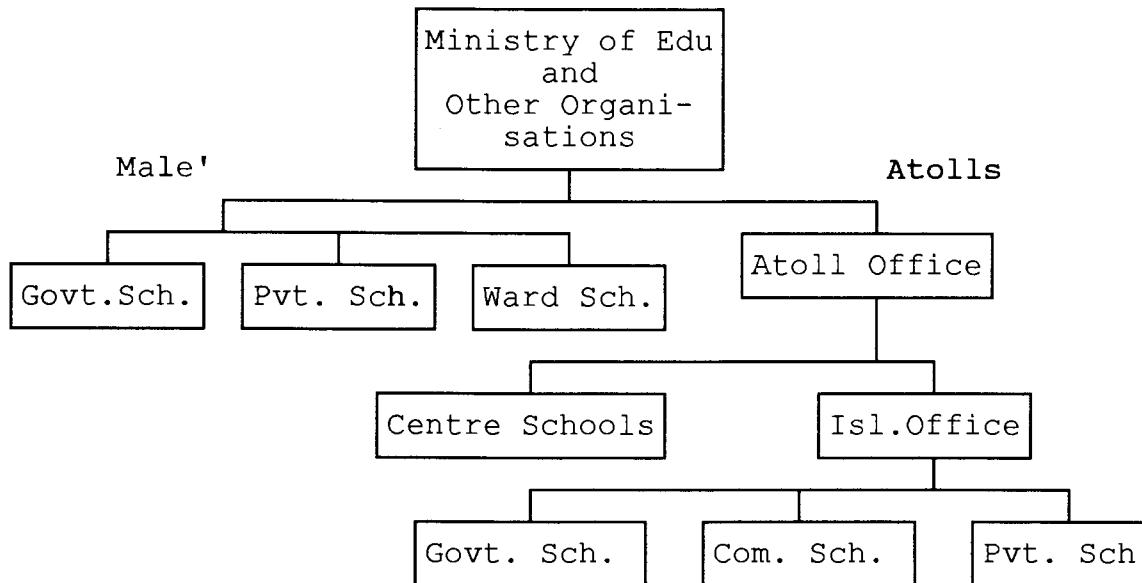 Ministry of Edu
and
Other Organi-
sations
Male'
Atolls
Govt.Sch.
Pvt. Sch.
Ward Sch.
Atoll Office
Centre Schools
Isl.Office
Govt. Sch.
Com. Sch.
Pvt. Sch